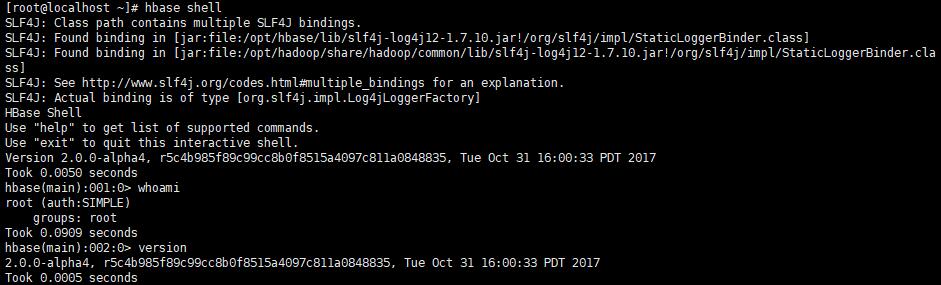 [root@localhost ~]# hbase shell
SLF4J: Class path contains multiple SLF4J bindings.
SLF4J: Found binding in [jar:file:/opt/hbase/lib/slf4j-log4j12-1.7.10.jar!/org/slf4j/impl/StaticLoggerBinder.class]
SLF4J: Found binding in [jar:file:/opt/hadoop/share/hadoop/common/lib/slf4j-log4j12-1.7.10.jar!/org/slf4j/impl/StaticLoggerBinder.cla
ss]
SLF4J: See http://www.slf4j.org/codes.html#multiple_bindings for an explanation.
SLF4J: Actual binding is of type [org.slf4j.impl.Log4jLoggerFactory]
HBase Shell
Use "help" to get list of supported commands.
Use "exit" to quit this interactive shell.
Version 2.0.0-alpha4, r5c4b985f89c99cc8b0f8515a4097c811a0848835, Tue Oct 31 16:00:33 PDT 2017
Took 0.0050 seconds
hbase(main):001:0> whoami
root (auth:SIMPLE)
    groups: root
Took 0.0909 seconds
hbase(main):002:0> version
2.0.0-alpha4, r5c4b985f89c99cc8b0f8515a4097c811a0848835, Tue Oct 31 16:00:33 PDT 2017
Took 0.0005 seconds